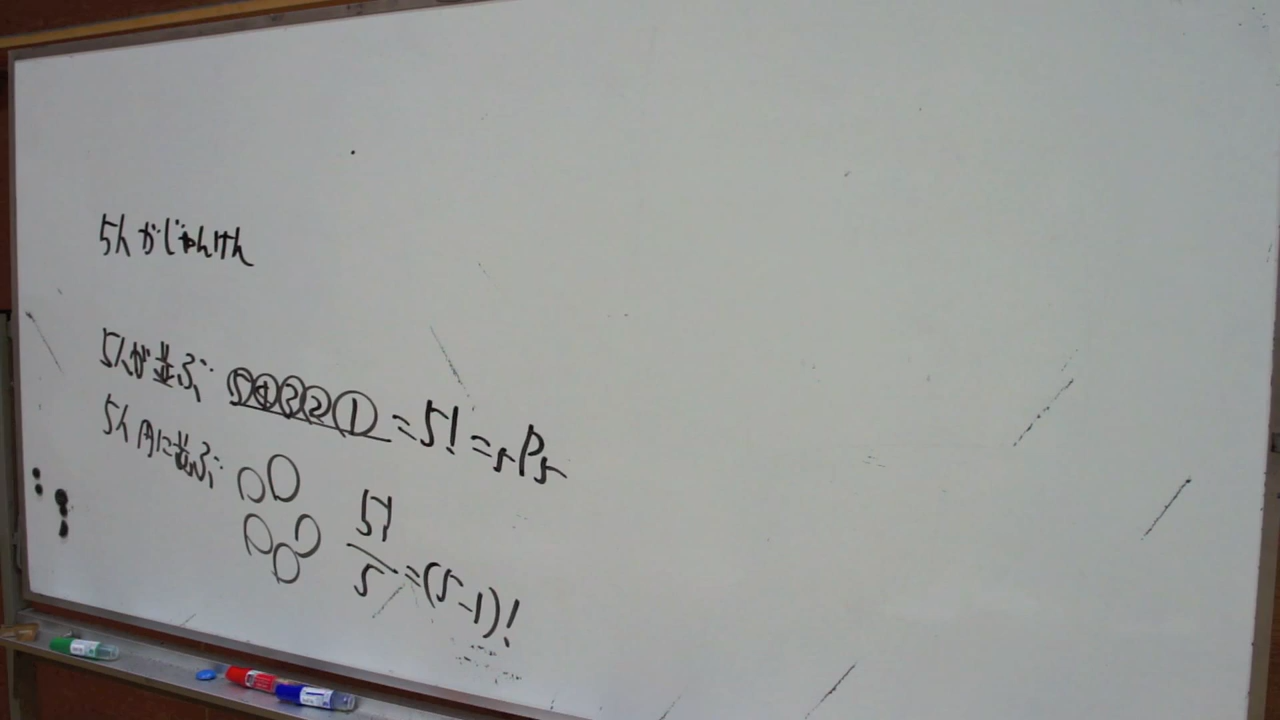 5人がじゃんけん
5人が並ぶ ⑤④③②① = 5! = ₅P₅
5人円に並ぶ 5!/5 = (5-1)!